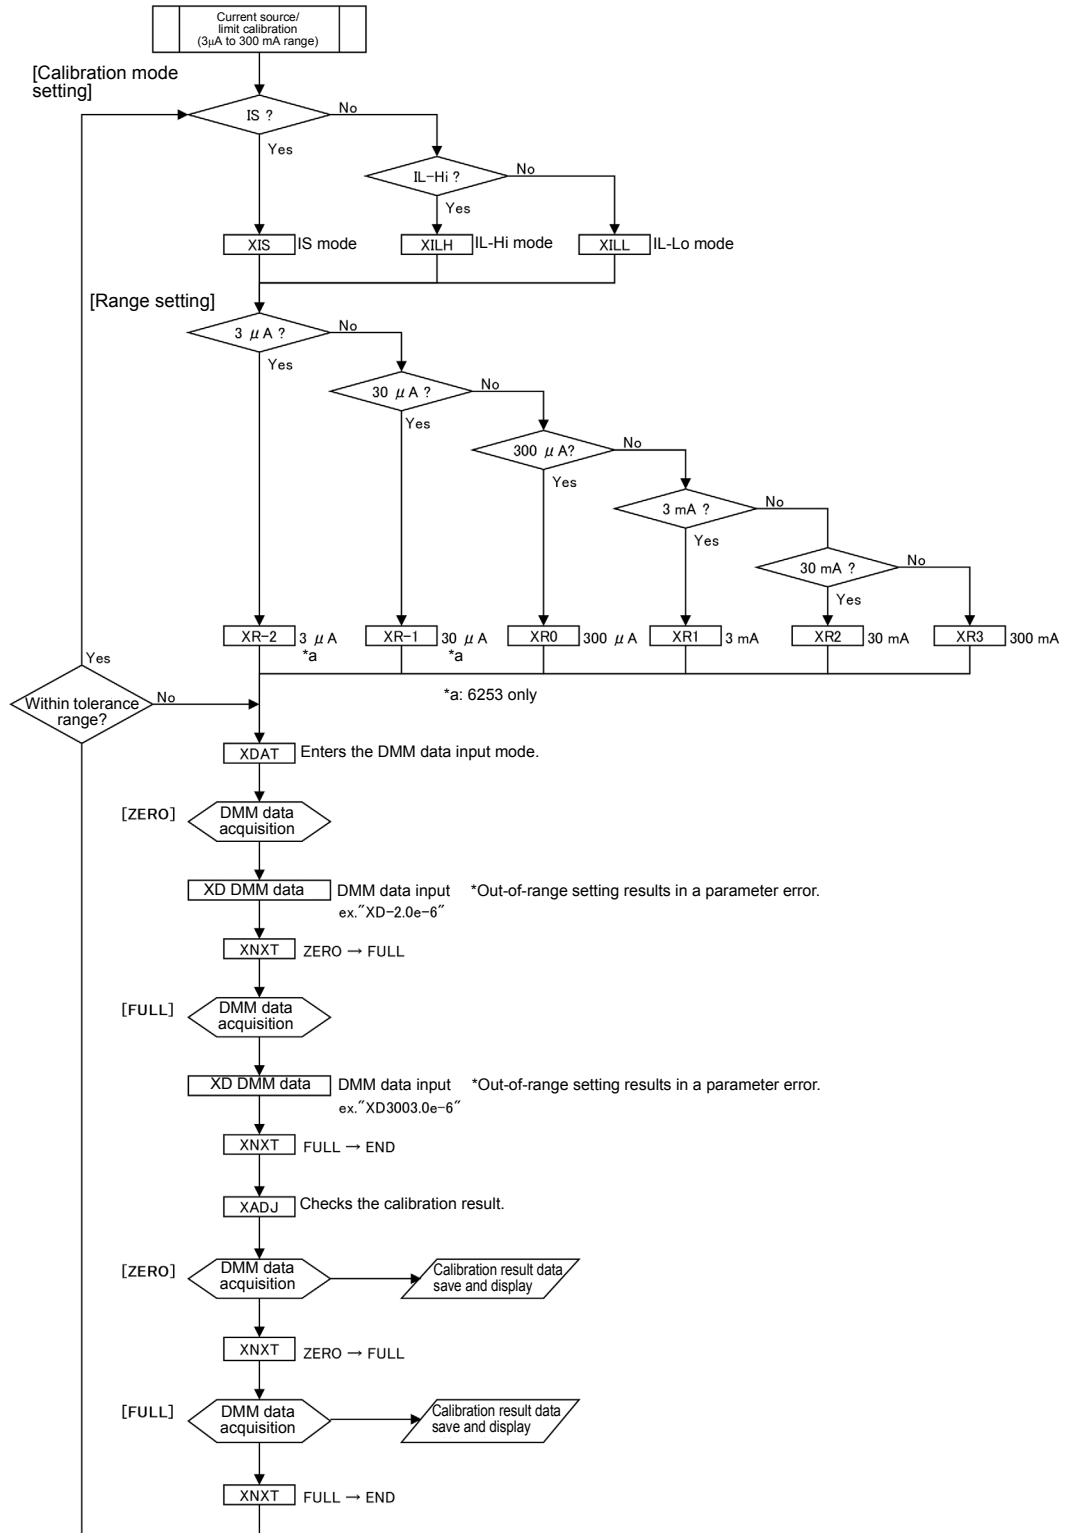 Current source/
limit calibration
(3μA to 300 mA range)
[Calibration mode
setting]
IS ?
No
Yes
IL-Hi ?
No
Yes
XIS
IS mode
XILH
IL-Hi mode
XILL
IL-Lo mode
[Range setting]
3 μ A ?
No
Yes
30 μ A ?
No
Yes
300 μ A?
No
Yes
3 mA ?
No
Yes
30 mA ?
No
Yes
XR-2
3 μ A
*a
XR-1
30 μ A
*a
XR0
300 μ A
XR1
3 mA
XR2
30 mA
XR3
300 mA
Yes
Within tolerance
range?
No
*a: 6253 only
XDAT
Enters the DMM data input mode.
[ZERO]
DMM data
acquisition
XD DMM data
DMM data input
*Out-of-range setting results in a parameter error.
ex."XD-2.0e-6"
XNXT
ZERO → FULL
[FULL]
DMM data
acquisition
XD DMM data
DMM data input
*Out-of-range setting results in a parameter error.
ex."XD3003.0e-6"
XNXT
FULL → END
XADJ
Checks the calibration result.
[ZERO]
DMM data
acquisition
Calibration result data
save and display
XNXT
ZERO → FULL
[FULL]
DMM data
acquisition
Calibration result data
save and display
XNXT
FULL → END